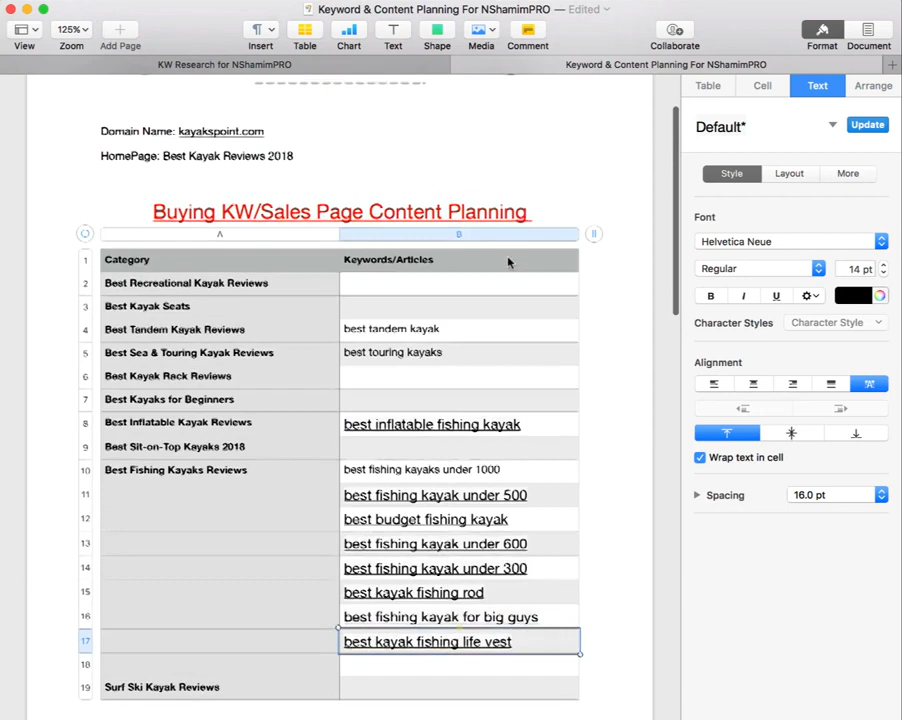 Keyword & Content Planning For NShamimPRO — Edited
125%
View
Zoom
Add Page
Insert
Table
Chart
Text
Shape
Media
Comment
Collaborate
Format
Document
KW Research for NShamimPRO
Keyword & Content Planning For NShamimPRO
Domain Name: kayakspoint.com
HomePage: Best Kayak Reviews 2018
Buying KW/Sales Page Content Planning
A B
1 Category Keywords/Articles
2 Best Recreational Kayak Reviews
3 Best Kayak Seats
4 Best Tandem Kayak Reviews best tandem kayak
5 Best Sea & Touring Kayak Reviews best touring kayaks
6 Best Kayak Rack Reviews
7 Best Kayaks for Beginners
8 Best Inflatable Kayak Reviews best inflatable fishing kayak
9 Best Sit-on-Top Kayaks 2018
10 Best Fishing Kayaks Reviews best fishing kayaks under 1000
11 best fishing kayak under 500
12 best budget fishing kayak
13 best fishing kayak under 600
14 best fishing kayak under 300
15 best kayak fishing rod
16 best fishing kayak for big guys
17 best kayak fishing life vest
18
19 Surf Ski Kayak Reviews
Table Cell Text Arrange
Default* Update
Style Layout More
Font
Helvetica Neue
Regular 14 pt
B I U
Character Styles Character Style
Alignment
Wrap text in cell
Spacing 16.0 pt